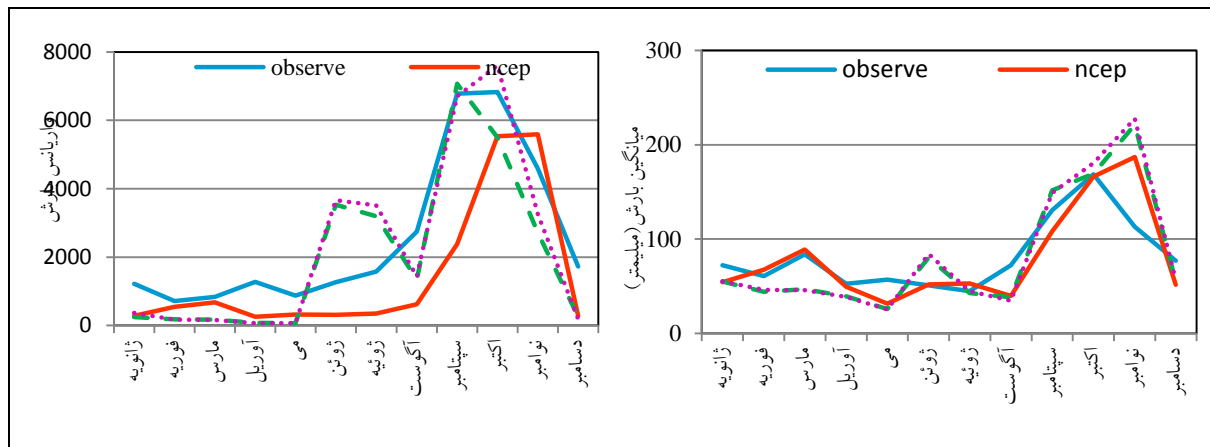 8000
6000
4000
2000
0
observe
ncep
بارش
ژانویه
فوریه
مارس
آوریل
می
ژوئن
ژوئیه
آگوست
سپتامبر
اکتبر
نوامبر
دسامبر
300
200
100
0
observe
ncep
میانگین بارش (میلیمتر)
ژانویه
فوریه
مارس
آوریل
می
ژوئن
ژوئیه
آگوست
سپتامبر
اکتبر
نوامبر
دسامبر